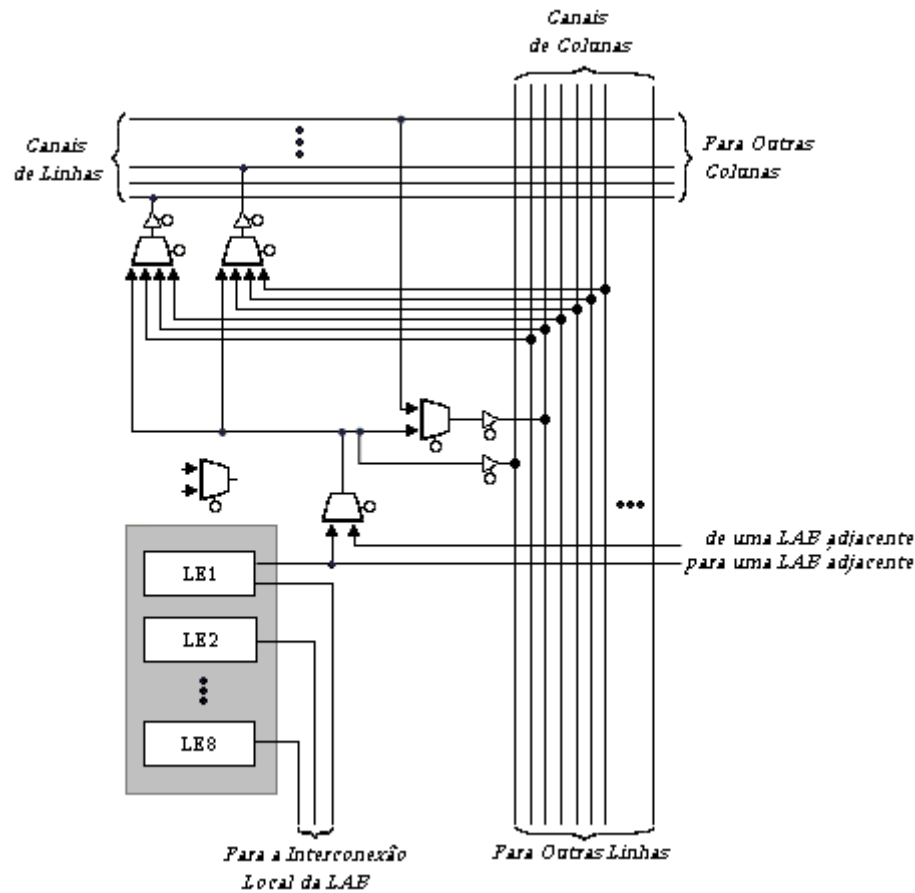 Canais
de Colunas
Canais
de Linhas
Para Outras
Colunas
de uma LAB adjacente
para uma LAB adjacente
LE1
LE2
LE8
Para a Interconexão
Local da LAB
Para Outras Linhas